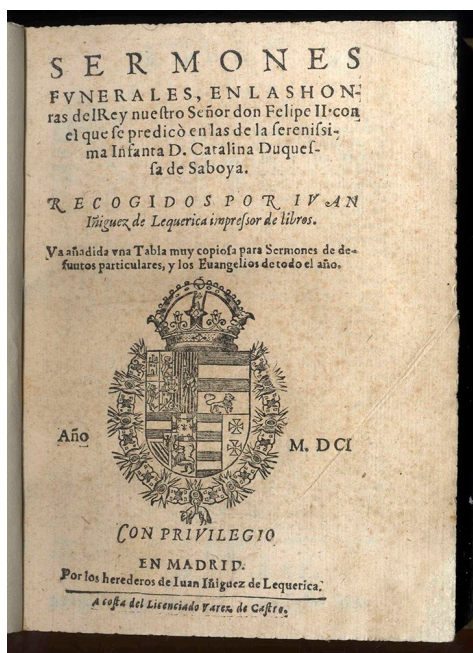 SERMONES
FVNERALES, EN LAS HON-
ras del Rey nueſtro Señor don Felipe II. con
el que ſe predicò en las de la ſereniſsi-
ma Infanta D. Catalina Duqueſ-
ſa de Saboya.
RECOGIDOS POR IVAN
Iñiguez de Lequerica impreſſor de libros.
Va añadida vna Tabla muy copioſa para Sermones de de-
funtos particulares, y los Euangelios de todo el año.
Año M. DCI
CON PRIVILEGIO
EN MADRID.
Por los herederos de Iuan Iñiguez de Lequerica.
A coſta del Licenciado Varez de Caſtro.